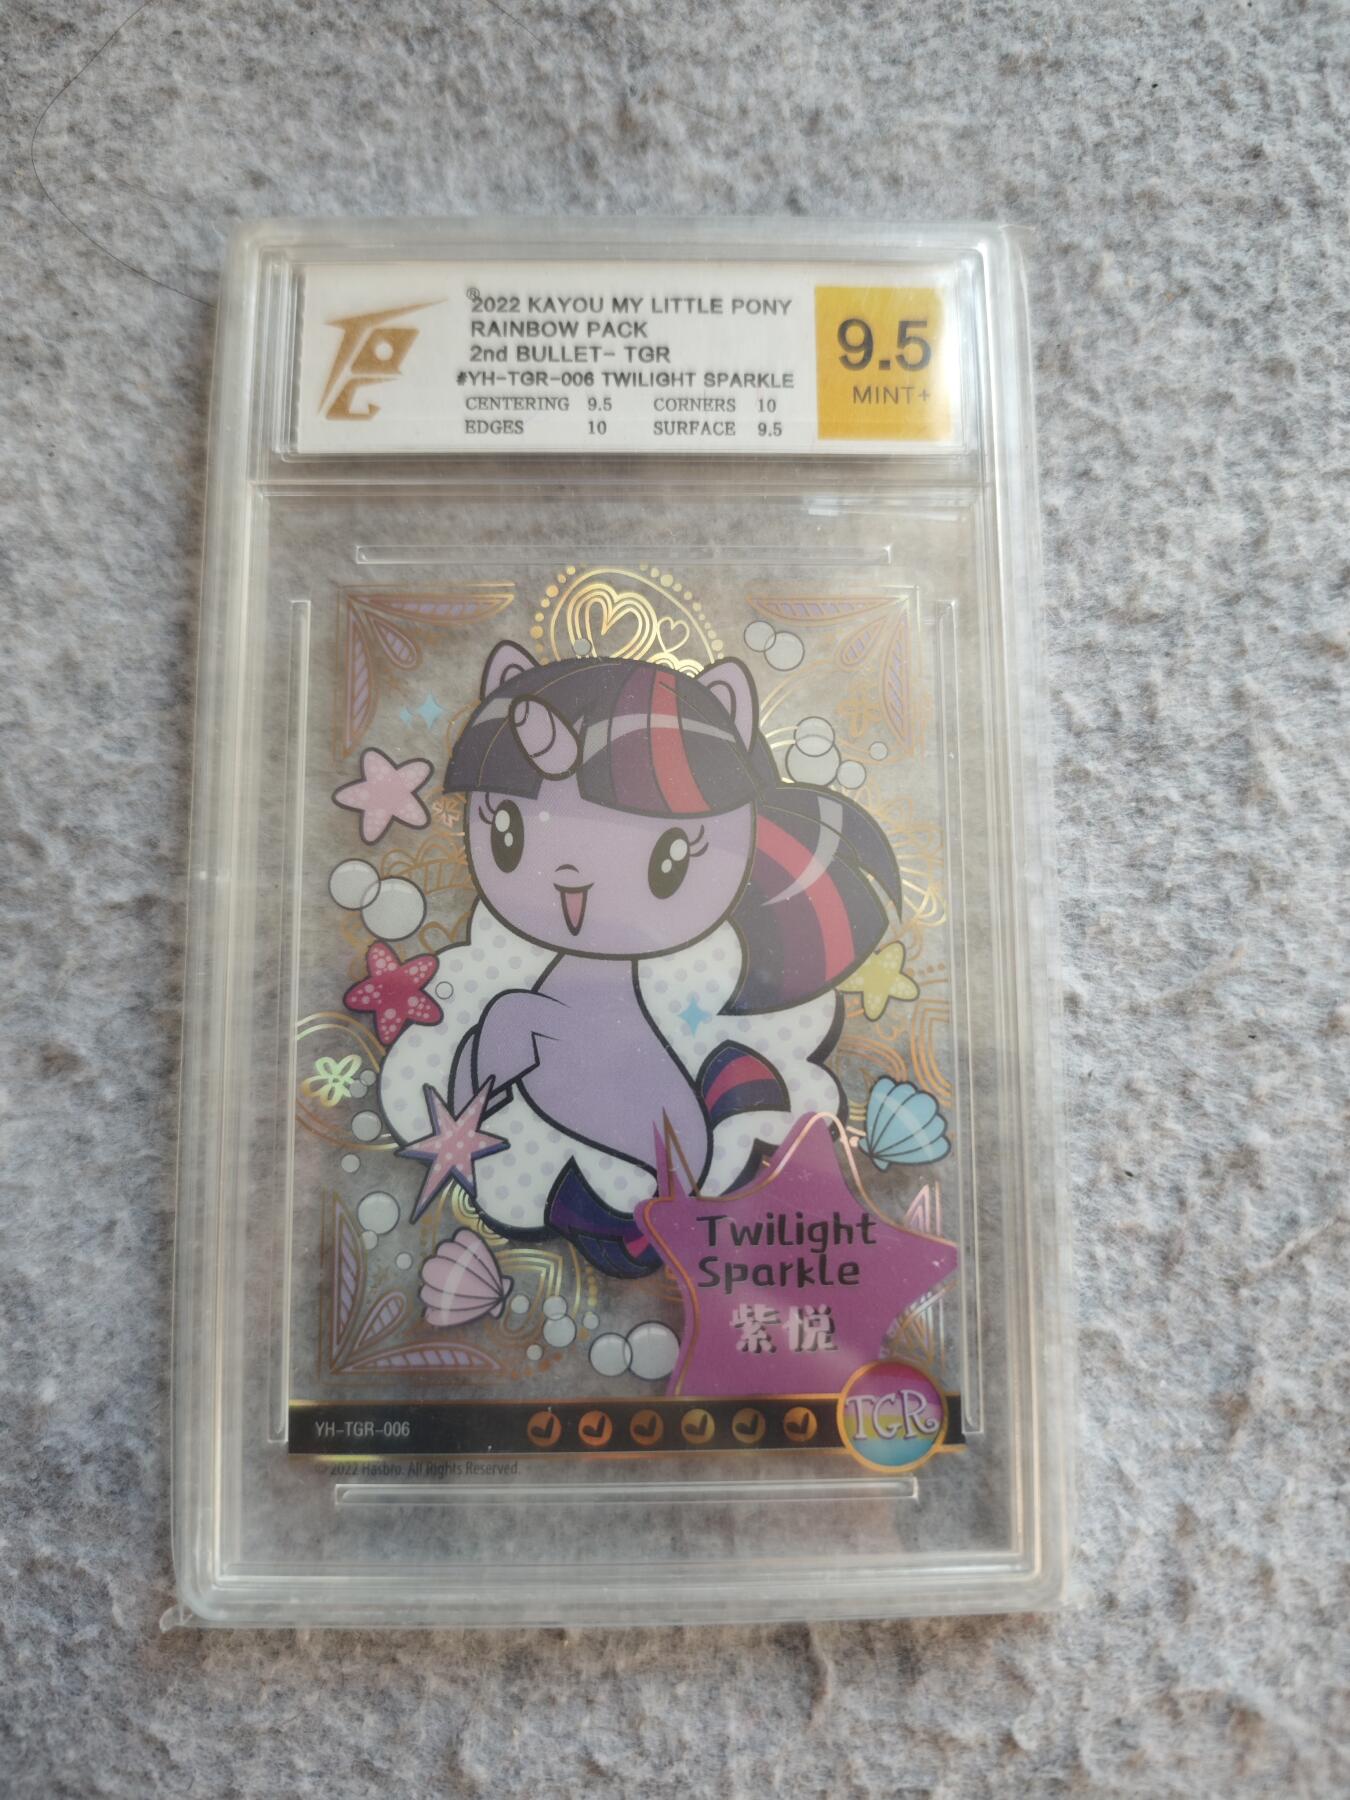 ®2022 KAYOU MY LITTLE PONY
RAINBOW PACK
2nd BULLET- TGR
#YH-TGR-006 TWILIGHT SPARKLE
CENTERING 9.5 CORNERS 10
EDGES 10 SURFACE 9.5
9.5
MINT+
Twilight
Sparkle
紫悦
YH-TGR-006
TGR
© 2022 Hasbro. All Rights Reserved.